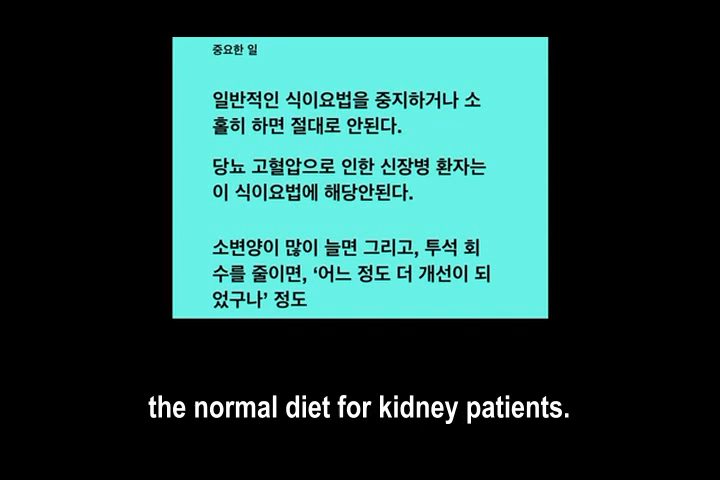 중요한 일
일반적인 식이요법을 중지하거나 소
홀히 하면 절대로 안된다.
당뇨 고혈압으로 인한 신장병 환자는
이 식이요법에 해당안된다.
소변양이 많이 늘면 그리고, 투석 회
수를 줄이면, ‘어느 정도 더 개선이 되
었구나’ 정도
the normal diet for kidney patients.